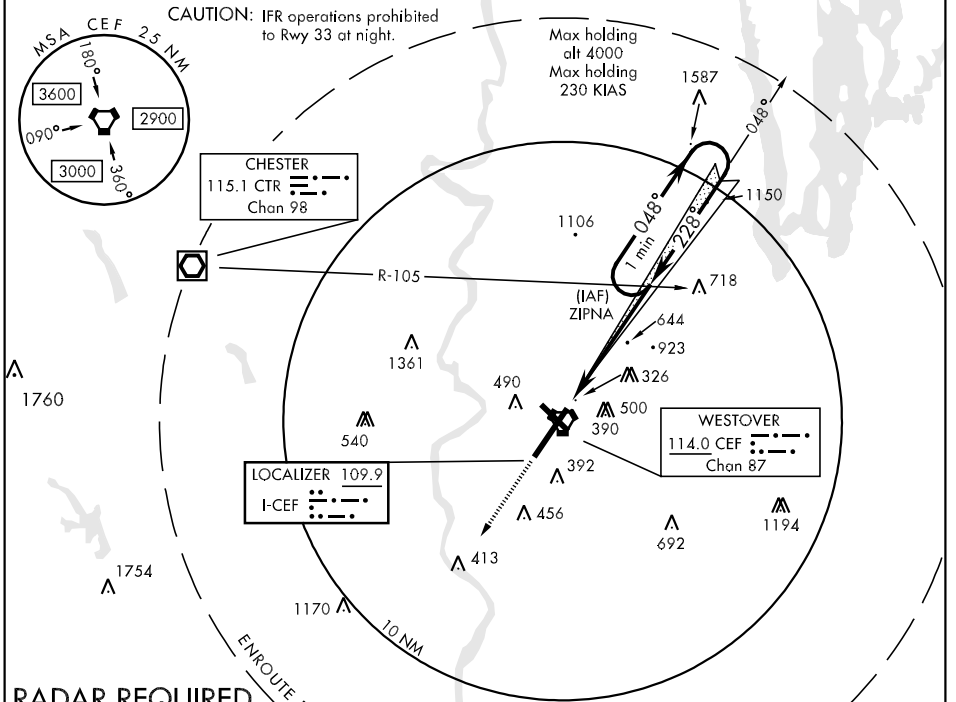 CAUTION: IFR operations prohibited
to Rwy 33 at night.
MSA CEF 25 NM
180°
3600
2900
090°
3000
360°
Max holding
alt 4000
Max holding
230 KIAS
1587
048°
CHESTER
115.1 CTR
Chan 98
1106
048°
1 min
228°
1150
R-105
(IAF)
ZIPNA
718
644
923
1361
326
1760
490
500
390
540
WESTOVER
114.0 CEF
Chan 87
LOCALIZER 109.9
I-CEF
392
456
692
1194
413
1754
1170
10 NM
ENROUTE
RADAR REQUIRED